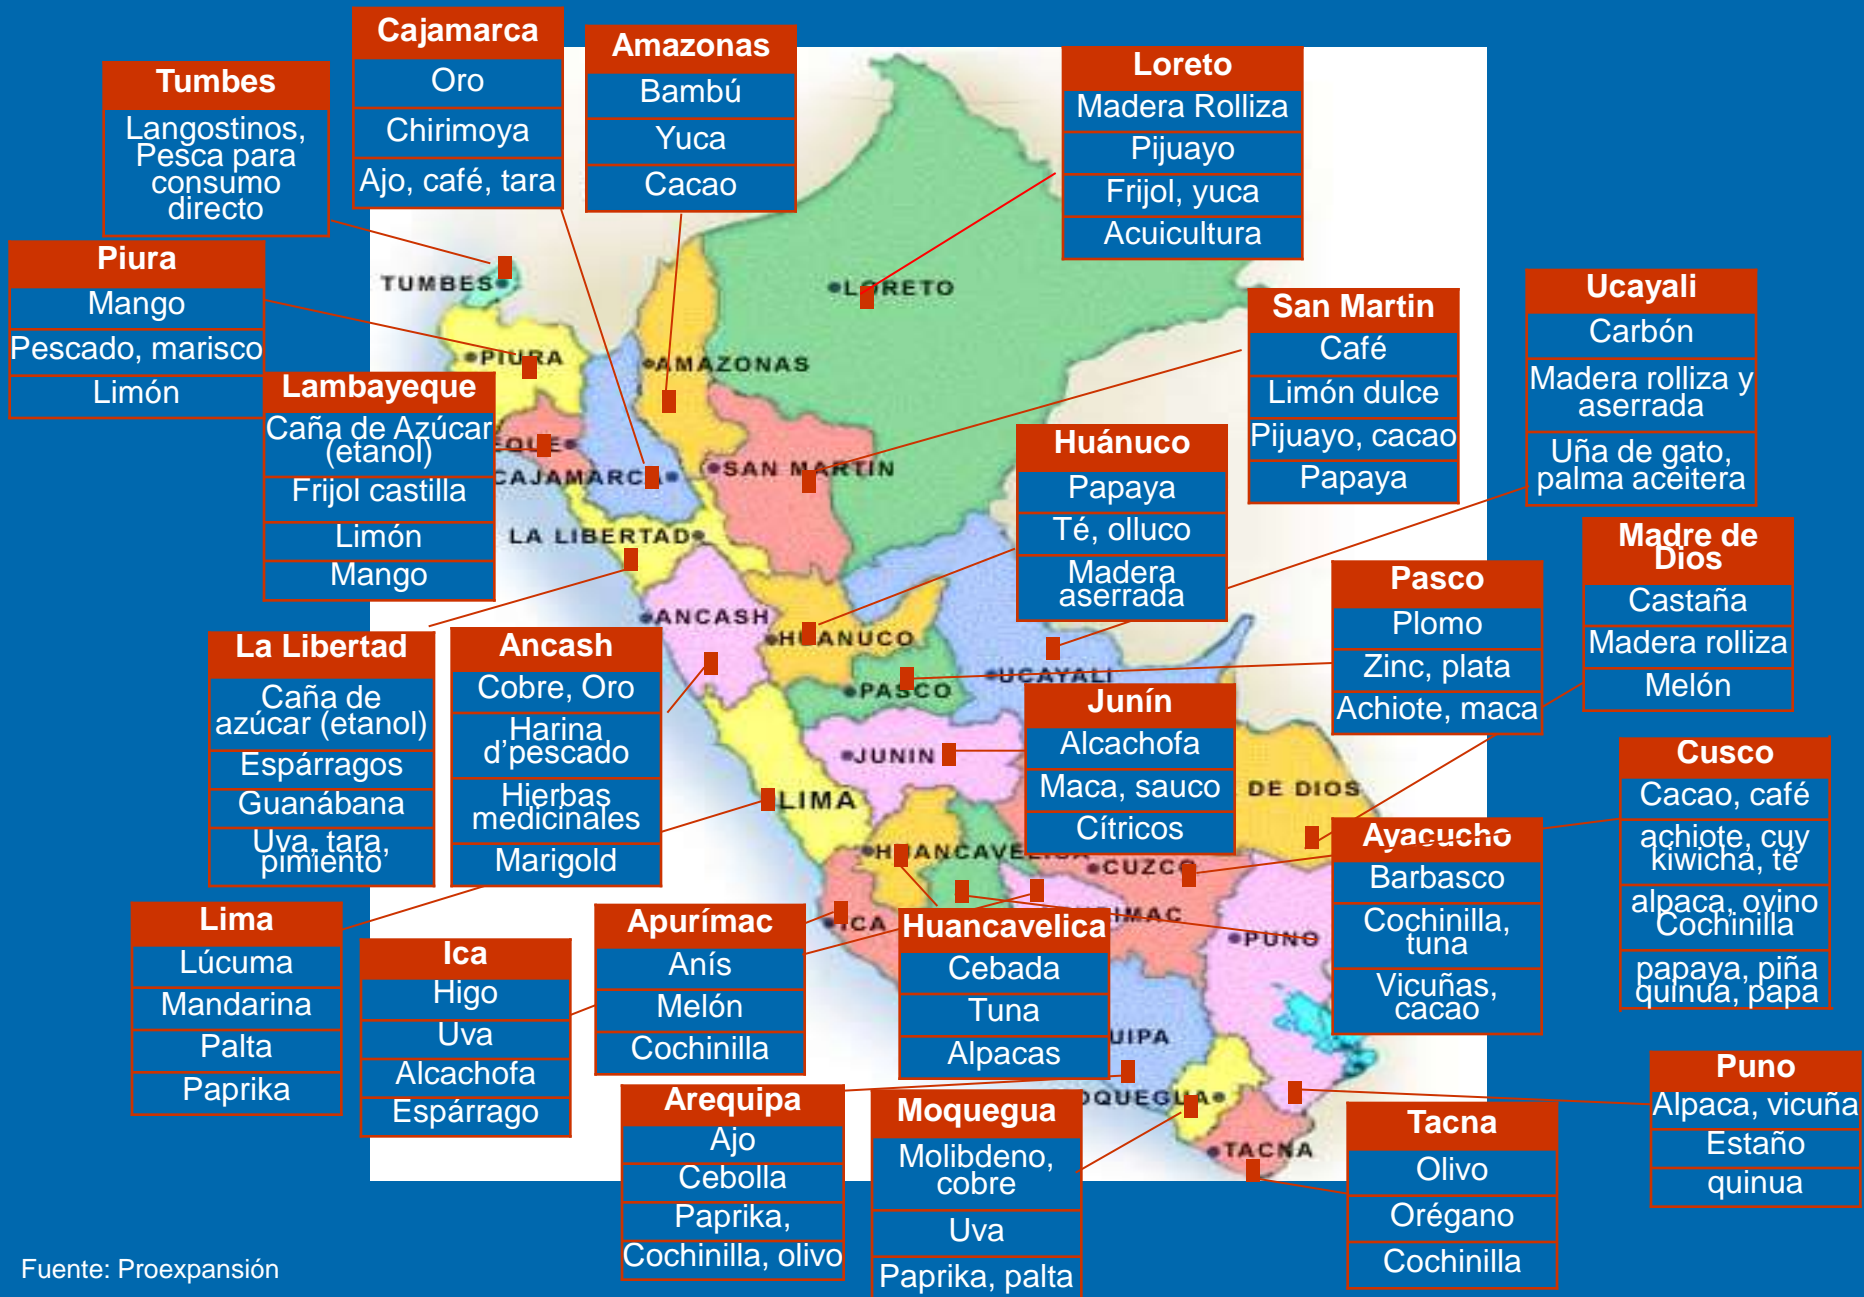 Cajamarca
Oro
Chirimoya
Ajo, café, tara
Amazonas
Bambú
Yuca
Cacao
Loreto
Madera Rolliza
Pijuayo
Frijol, yuca
Acuicultura
Tumbes
Langostinos,
Pesca para
consumo
directo
Piura
Mango
Pescado, marisco
Limón
Lambayeque
Caña de Azúcar
(etanol)
Frijol castilla
Limón
Mango
San Martin
Café
Limón dulce
Pijuayo, cacao
Papaya
Ucayali
Carbón
Madera rolliza y
aserrada
Uña de gato,
palma aceitera
Huánuco
Papaya
Té, olluco
Madera
aserrada
Pasco
Plomo
Zinc, plata
Achiote, maca
Madre de
Dios
Castaña
Madera rolliza
Melón
La Libertad
Caña de
azúcar (etanol)
Espárragos
Guanábana
Uva, tara,
pimiento
Ancash
Cobre, Oro
Harina
d'pescado
Hierbas
medicinales
Marigold
Junín
Alcachofa
Maca, sauco
Cítricos
Cusco
Cacao, café
achiote, cuy
kiwicha, té
alpaca, ovino
Cochinilla
papaya, piña
quinua, papa
Ayacucho
Barbasco
Cochinilla,
tuna
Vicuñas,
cacao
Lima
Lúcuma
Mandarina
Palta
Paprika
Ica
Higo
Uva
Alcachofa
Espárrago
Apurímac
Anís
Melón
Cochinilla
Huancavelica
Cebada
Tuna
Alpacas
Arequipa
Ajo
Cebolla
Paprika,
Cochinilla, olivo
Moquegua
Molibdeno,
cobre
Uva
Paprika, palta
Tacna
Olivo
Orégano
Cochinilla
Puno
Alpaca, vicuña
Estaño
quinua
TUMBES
LORETO
PIURA
AMAZONAS
EQUE
CAJAMARCA
SAN MARTIN
LA LIBERTAD
ANCASH
HUANUCO
UCAYALI
PASCO
JUNIN
LIMA
DE DIOS
HUANCAVELICA
CUZCO
ICA
IMAC
PUNO
UIPA
OQUEGUA
TACNA
Fuente: Proexpansión